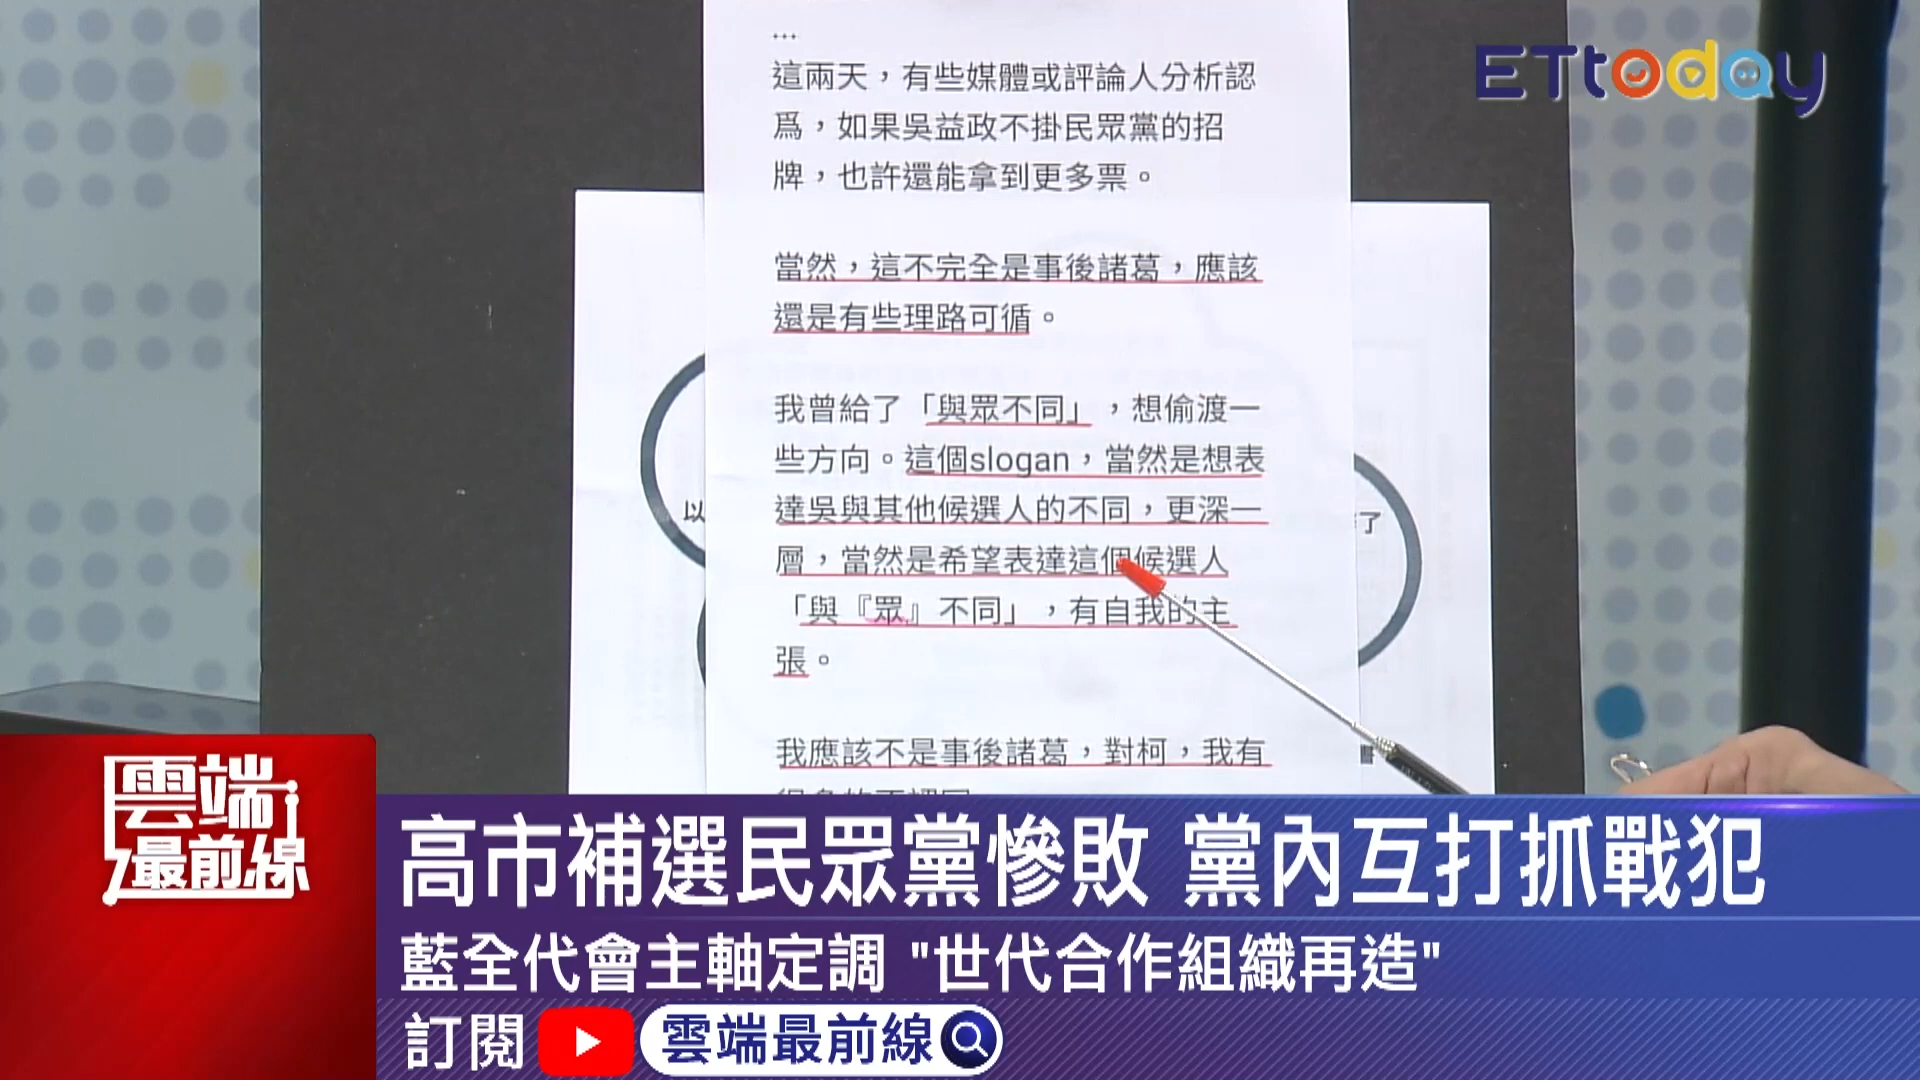 ETtoday
...
這兩天，有些媒體或評論人分析認
爲，如果吳益政不掛民眾黨的招
牌，也許還能拿到更多票。
當然，這不完全是事後諸葛，應該
還是有些理路可循。
我曾給了「與眾不同」，想偷渡一
些方向。這個slogan，當然是想表
達吳與其他候選人的不同，更深一
層，當然是希望表達這個候選人
「與『眾』不同」，有自我的主
張。
我應該不是事後諸葛，對柯，我有
以
了
雲端
最前線
高市補選民眾黨慘敗 黨內互打抓戰犯
藍全代會主軸定調 "世代合作組織再造"
訂閱 雲端最前線